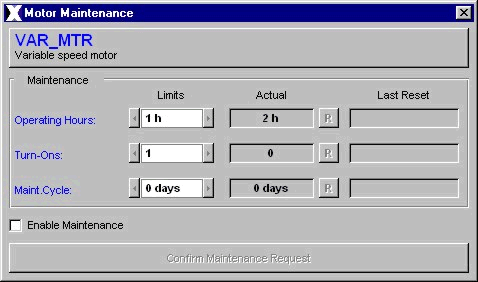 Motor Maintenance
VAR_MTR
Variable speed motor
Maintenance
Limits Actual Last Reset
Operating Hours: 1 h 2 h R
Turn-Ons: 1 0 R
Maint.Cycle: 0 days 0 days R
Enable Maintenance
Confirm Maintenance Request